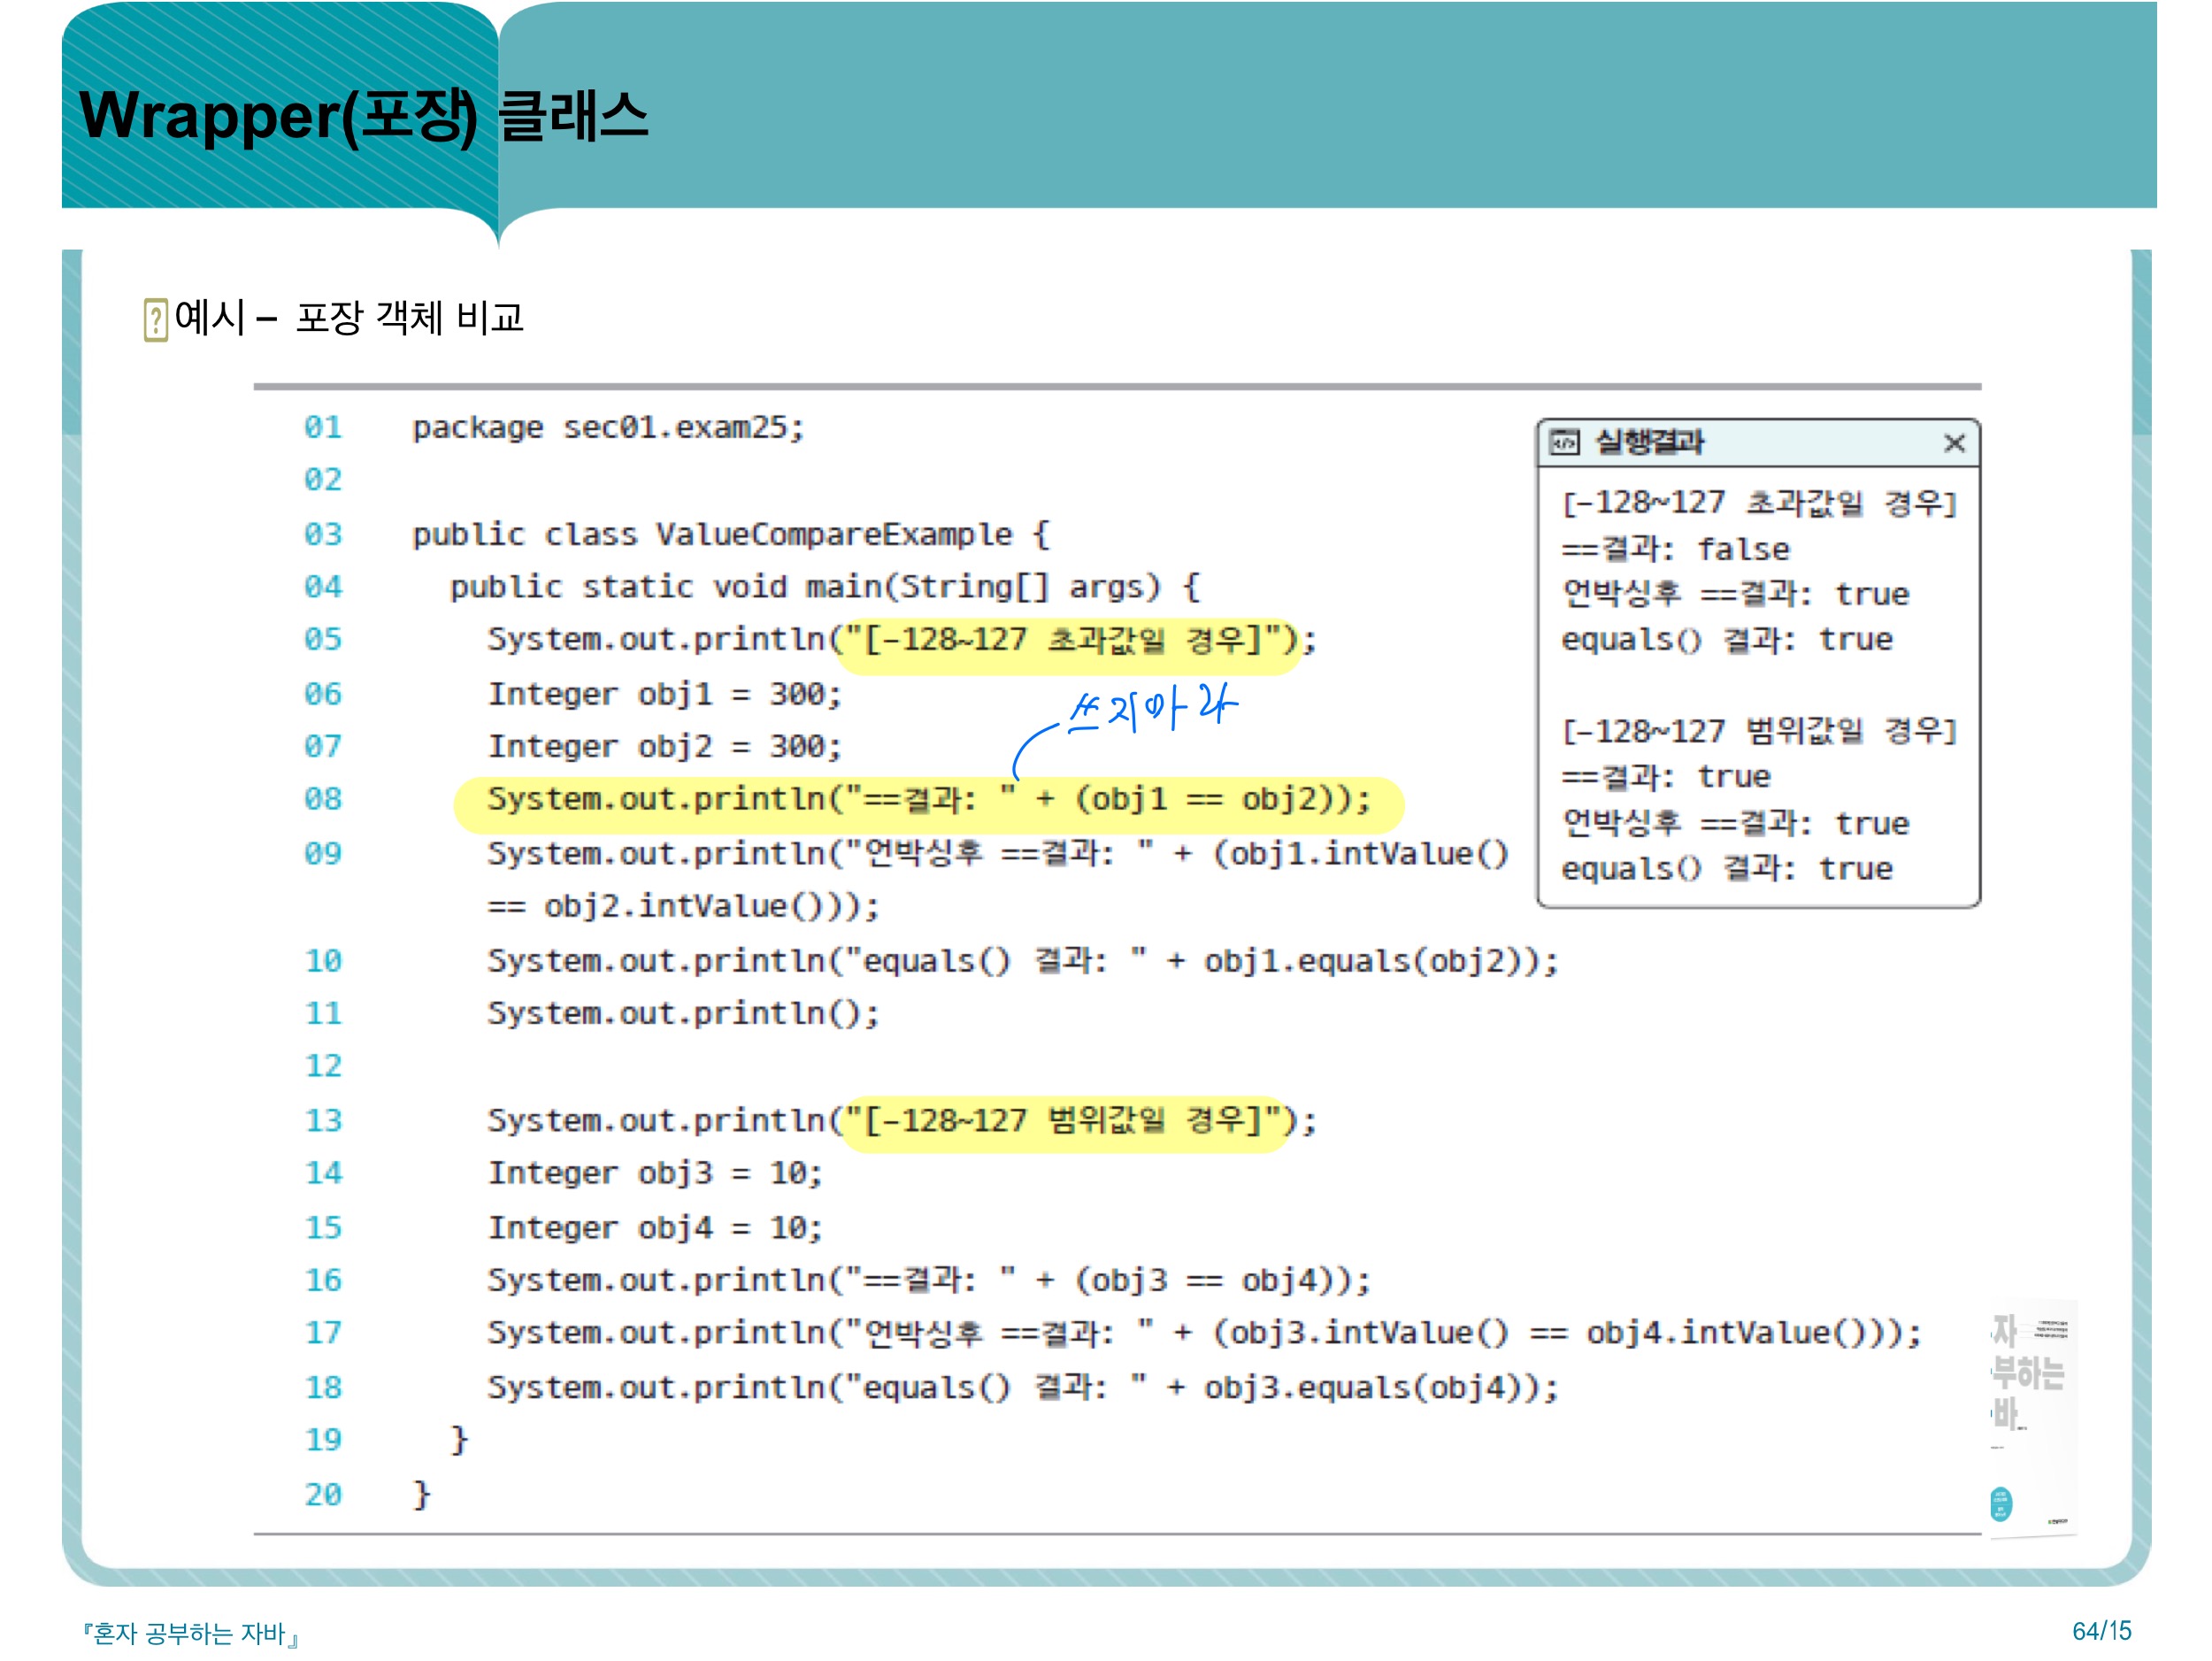 Wrapper(포장) 클래스
예시 – 포장 객체 비교
01 package sec01.exam25;
02
03 public class ValueCompareExample {
04 public static void main(String[] args) {
05 System.out.println("[-128~127 초과값일 경우]");
06 Integer obj1 = 300;
쓰지마라
07 Integer obj2 = 300;
08 System.out.println("==결과: " + (obj1 == obj2));
09 System.out.println("언박싱후 ==결과: " + (obj1.intValue()
== obj2.intValue()));
10 System.out.println("equals() 결과: " + obj1.equals(obj2));
11 System.out.println();
12
13 System.out.println("[-128~127 범위값일 경우]");
14 Integer obj3 = 10;
15 Integer obj4 = 10;
16 System.out.println("==결과: " + (obj3 == obj4));
17 System.out.println("언박싱후 ==결과: " + (obj3.intValue() == obj4.intValue()));
18 System.out.println("equals() 결과: " + obj3.equals(obj4));
19 }
20 }
실행결과
[-128~127 초과값일 경우]
==결과: false
언박싱후 ==결과: true
equals() 결과: true
[-128~127 범위값일 경우]
==결과: true
언박싱후 ==결과: true
equals() 결과: true
자
부하는
바
『혼자 공부하는 자바』
64/15